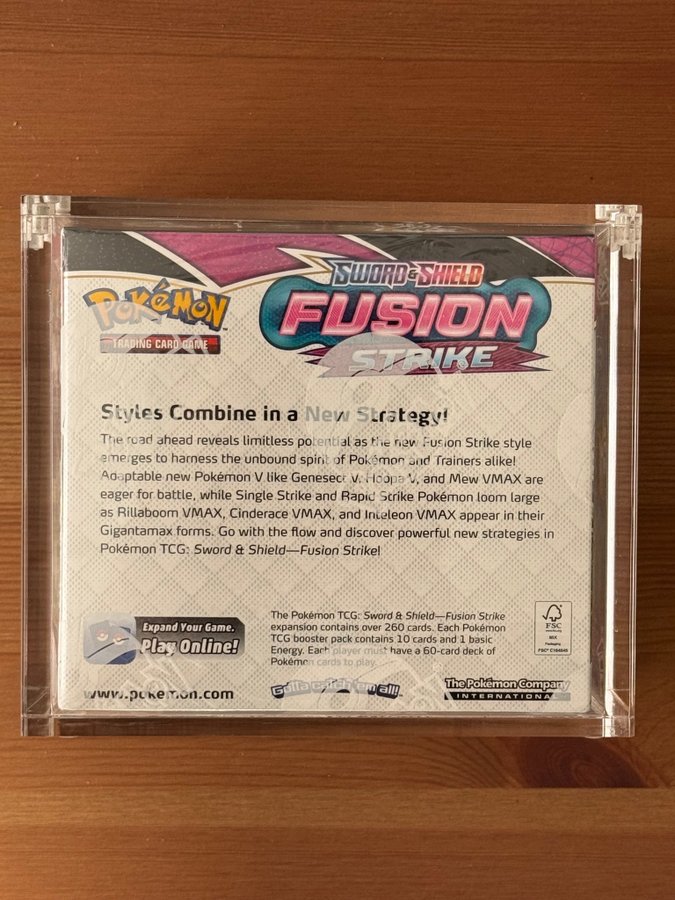 SWORD & SHIELD
POKéMON
FUSION
TRADING CARD GAME
STRIKE
Styles Combine in a New Strategy!
The road ahead reveals limitless potential as the new Fusion Strike style
emerges to harness the unbound spirit of Pokémon and Trainers alike!
Adaptable new Pokémon V like Genesect V, Hoopa V, and Mew VMAX are
eager for battle, while Single Strike and Rapid Strike Pokémon loom large
as Rillaboom VMAX, Cinderace VMAX, and Inteleon VMAX appear in their
Gigantamax forms. Go with the flow and discover powerful new strategies in
Pokémon TCG: Sword & Shield—Fusion Strike!
Expand Your Game.
Play Online!
The Pokémon TCG: Sword & Shield—Fusion Strike
expansion contains over 260 cards. Each Pokémon
TCG booster pack contains 10 cards and 1 basic
Energy. Each player must have a 60-card deck of
Pokémon cards to play.
FSC
MIX
Packaging
FSC® C104645
www.pokemon.com
Gotta catch 'em all!
The Pokémon Company
INTERNATIONAL